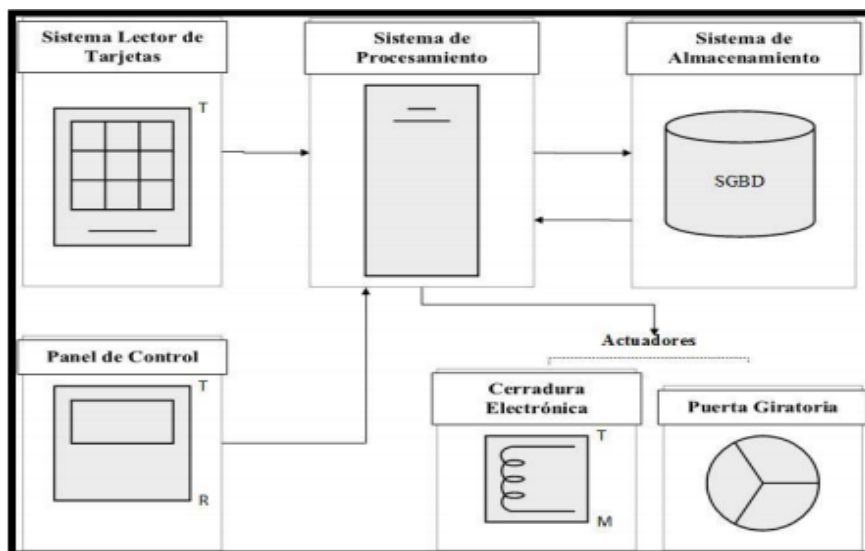 Sistema Lector de
Tarjetas
T
Sistema de
Procesamiento
Sistema de
Almacenamiento
SGBD
Panel de Control
T
R
Actuadores
Cerradura
Electrónica
T
M
Puerta Giratoria